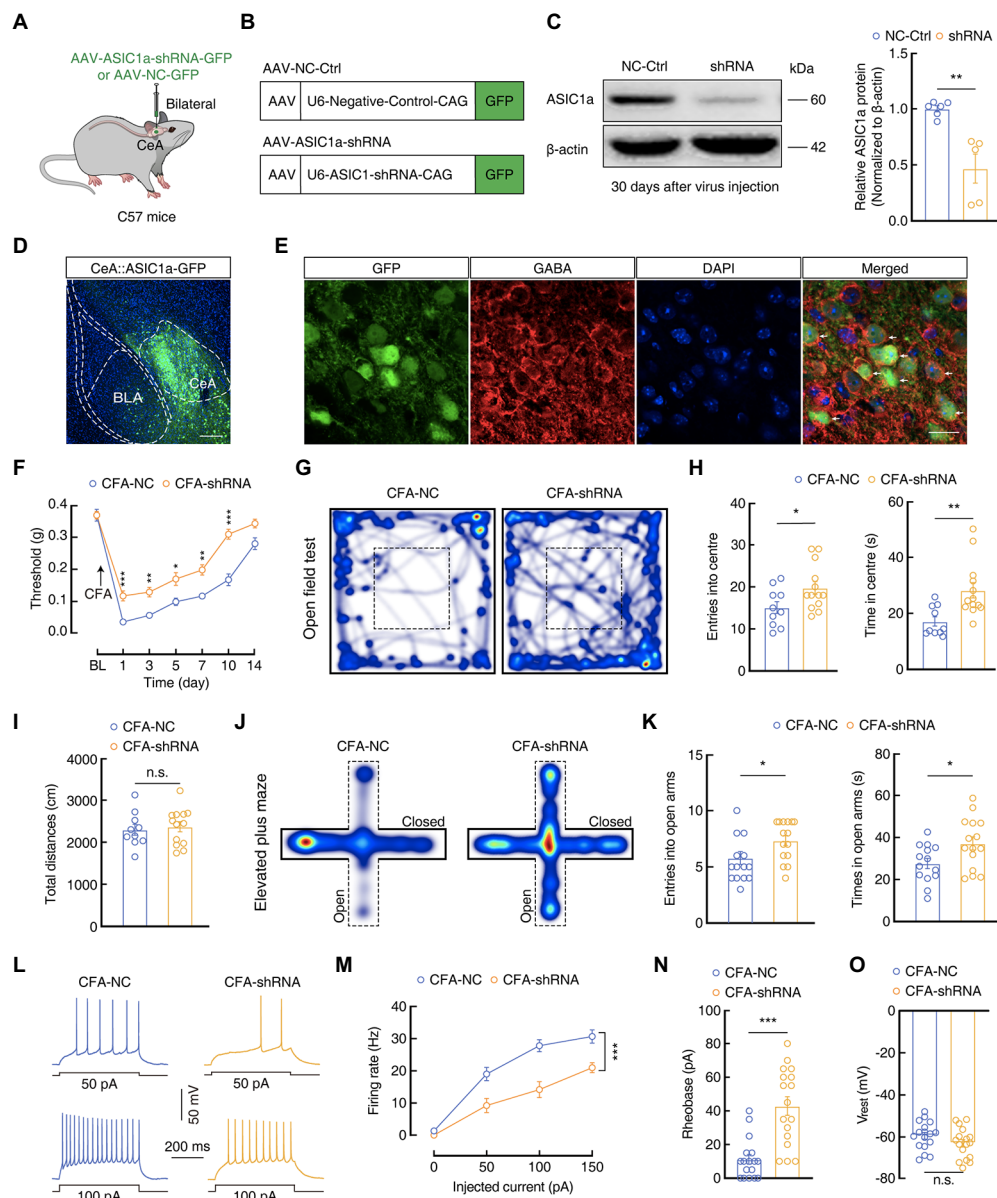 A
AAV-ASIC1a-shRNA-GFP
or AAV-NC-GFP
Bilateral
CeA
C57 mice
B
AAV-NC-Ctrl
AAV
U6-Negative-Control-CAG
GFP
AAV-ASIC1a-shRNA
AAV
U6-ASIC1-shRNA-CAG
GFP
C
NC-Ctrl
shRNA
kDa
ASIC1a
60
β-actin
42
30 days after virus injection
NC-Ctrl
shRNA
Relative ASIC1a protein
(Normalized to β-actin)
1.5
1.0
0.5
0.0
**
D
CeA::ASIC1a-GFP
BLA
CeA
E
GFP
GABA
DAPI
Merged
F
CFA-NC
CFA-shRNA
Threshold (g)
0.4
0.3
0.2
0.1
0.0
CFA
***
**
*
**
***
BL
1
3
5
7
10
14
Time (day)
G
CFA-NC
CFA-shRNA
Open field test
H
CFA-NC
CFA-shRNA
Entries into centre
40
30
20
10
*
Time in centre (s)
60
40
20
0
**
I
CFA-NC
CFA-shRNA
Total distances (cm)
4000
3000
2000
1000
0
n.s.
J
CFA-NC
CFA-shRNA
Elevated plus maze
Closed
Open
Closed
Open
K
CFA-NC
CFA-shRNA
Entries into open arms
15
10
5
0
*
Times in open arms (s)
80
60
40
20
0
*
L
CFA-NC
CFA-shRNA
50 pA
50 pA
50 mV
200 ms
100 pA
100 pA
M
CFA-NC
CFA-shRNA
Firing rate (Hz)
40
30
20
10
0
***
0
50
100
150
Injected current (pA)
N
CFA-NC
CFA-shRNA
Rheobase (pA)
100
80
60
40
20
0
***
O
CFA-NC
CFA-shRNA
Vrest (mV)
0
-20
-40
-60
-80
n.s.